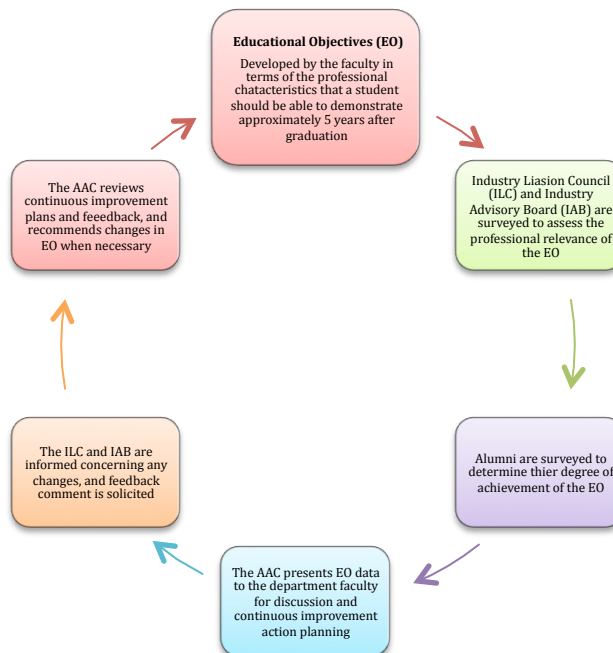 Educational Objectives (EO)
Developed by the faculty in
terms of the professional
chatacteristics that a student
should be able to demonstrate
approximately 5 years after
graduation
Industry Liasion Council
(ILC) and Industry
Advisory Board (IAB) are
surveyed to assess the
professional relevance of
the EO
Alumni are surveyed to
determine thier degree of
achievement of the EO
The AAC presents EO data
to the department faculty
for discussion and
continuous improvement
action planning
The ILC and IAB are
informed concerning any
changes, and feedback
comment is solicited
The AAC reviews
continuous improvement
plans and feeedback, and
recommends changes in
EO when necessary